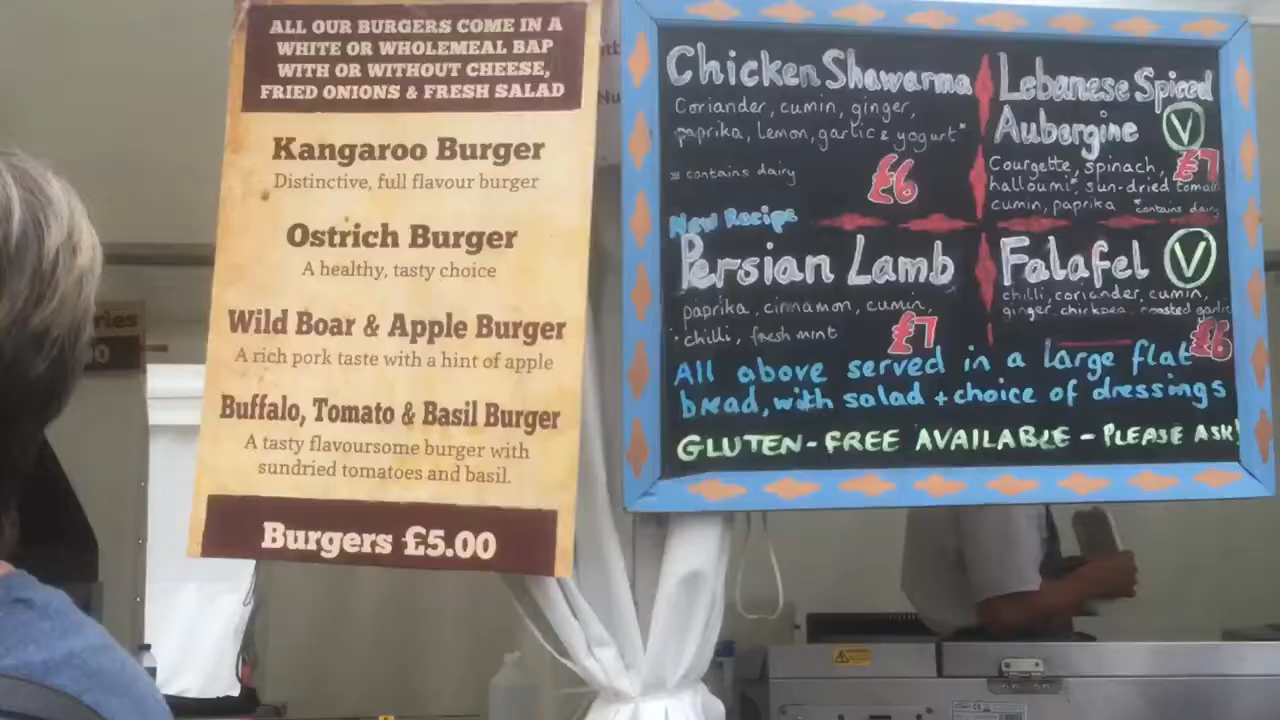 ALL OUR BURGERS COME IN A
WHITE OR WHOLEMEAL BAP
WITH OR WITHOUT CHEESE,
FRIED ONIONS & FRESH SALAD
Kangaroo Burger
Distinctive, full flavour burger
Ostrich Burger
A healthy, tasty choice
Wild Boar & Apple Burger
A rich pork taste with a hint of apple
Buffalo, Tomato & Basil Burger
A tasty flavoursome burger with
sundried tomatoes and basil.
Burgers £5.00
Chicken Shawarma
Coriander, cumin, ginger,
paprika, lemon, garlic & yogurt*
* contains dairy
£6
Lebanese Spiced
Aubergine V
Courgette, spinach, £7
halloumi*, sun-dried tomato
cumin, paprika *contains dairy
New Recipe
Persian Lamb
paprika, cinnamon, cumin,
chilli, fresh mint
£7
Falafel V
chilli, coriander, cumin,
ginger, chickpea, roasted garlic
£6
All above served in a large flat
bread, with salad + choice of dressings
GLUTEN-FREE AVAILABLE - PLEASE ASK!